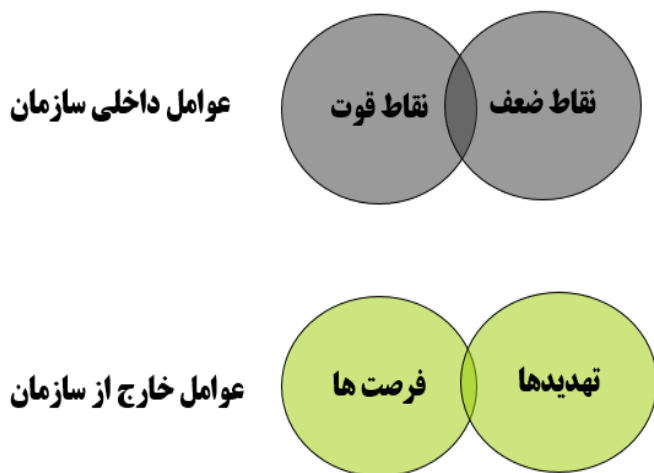 عوامل داخلی سازمان
نقاط قوت
نقاط ضعف
عوامل خارج از سازمان
فرصت ها
تهدیدها